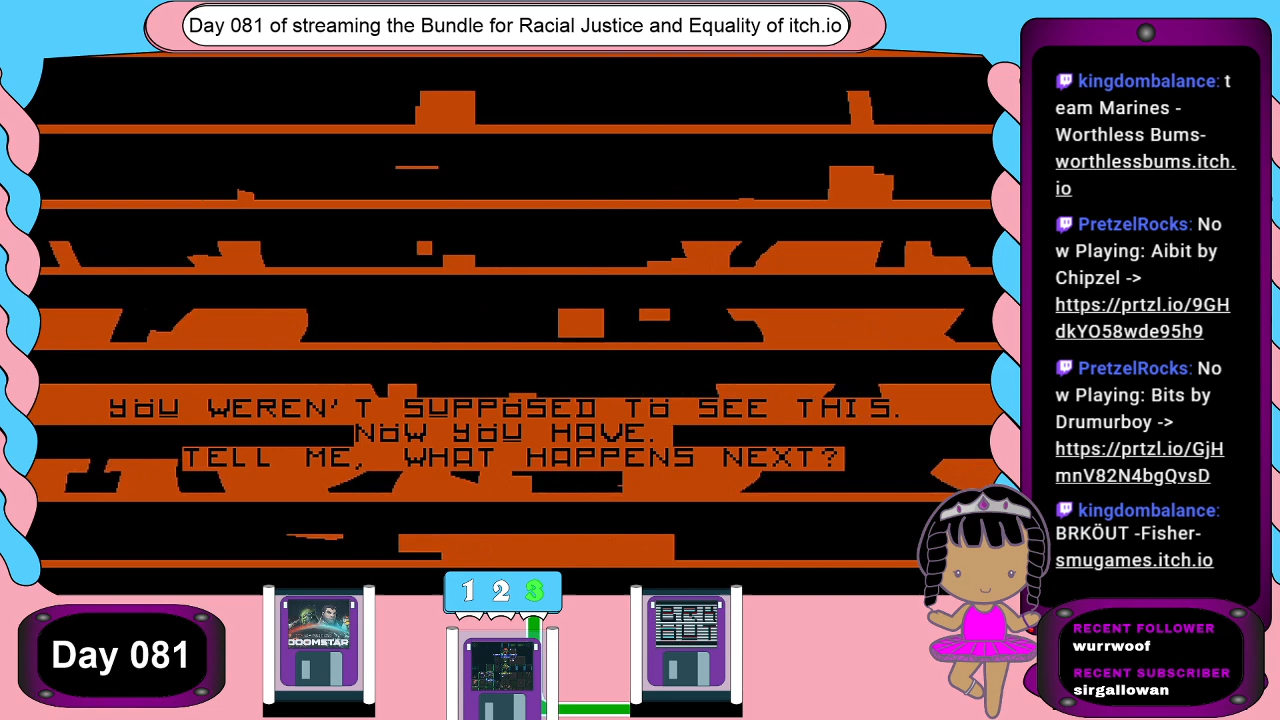 Day 081 of streaming the Bundle for Racial Justice and Equality of itch.io
YOU WEREN'T SUPPOSED TO SEE THIS.
NOW YOU HAVE.
TELL ME, WHAT HAPPENS NEXT?
kingdombalance: t
eam Marines -
Worthless Bums-
worthlessbums.itch.
io
PretzelRocks: No
w Playing: Aibit by
Chipzel ->
https://prtzl.io/9GH
dkYO58wde95h9
PretzelRocks: No
w Playing: Bits by
Drumurboy ->
https://prtzl.io/GjH
mnV82N4bgQvsD
kingdombalance:
BRKÖUT -Fisher-
smugames.itch.io
1 2 3
Day 081
DOOMSTAR
BRK
OUT
RECENT FOLLOWER
wurrwoof
RECENT SUBSCRIBER
sirgallowan